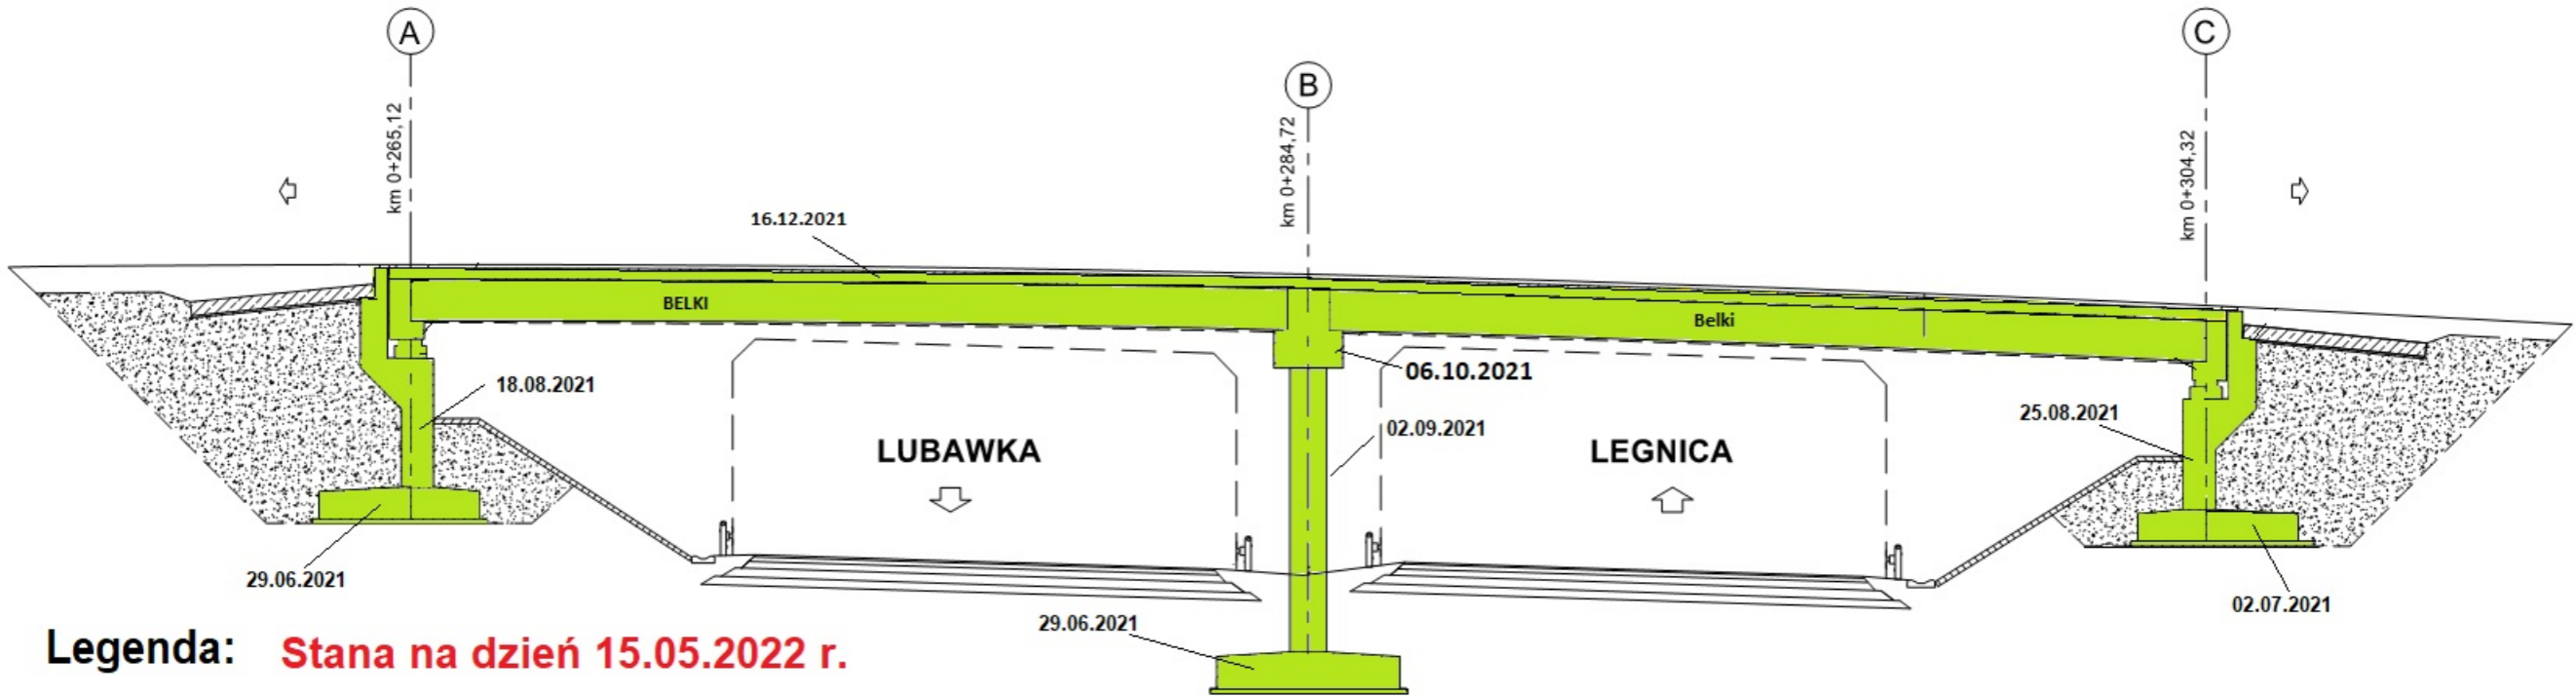 A
B
C
km 0+265,12
km 0+284,72
km 0+304,32
16.12.2021
BELKI
Belki
18.08.2021
06.10.2021
02.09.2021
25.08.2021
LUBAWKA
LEGNICA
29.06.2021
29.06.2021
02.07.2021
Legenda: Stana na dzień 15.05.2022 r.